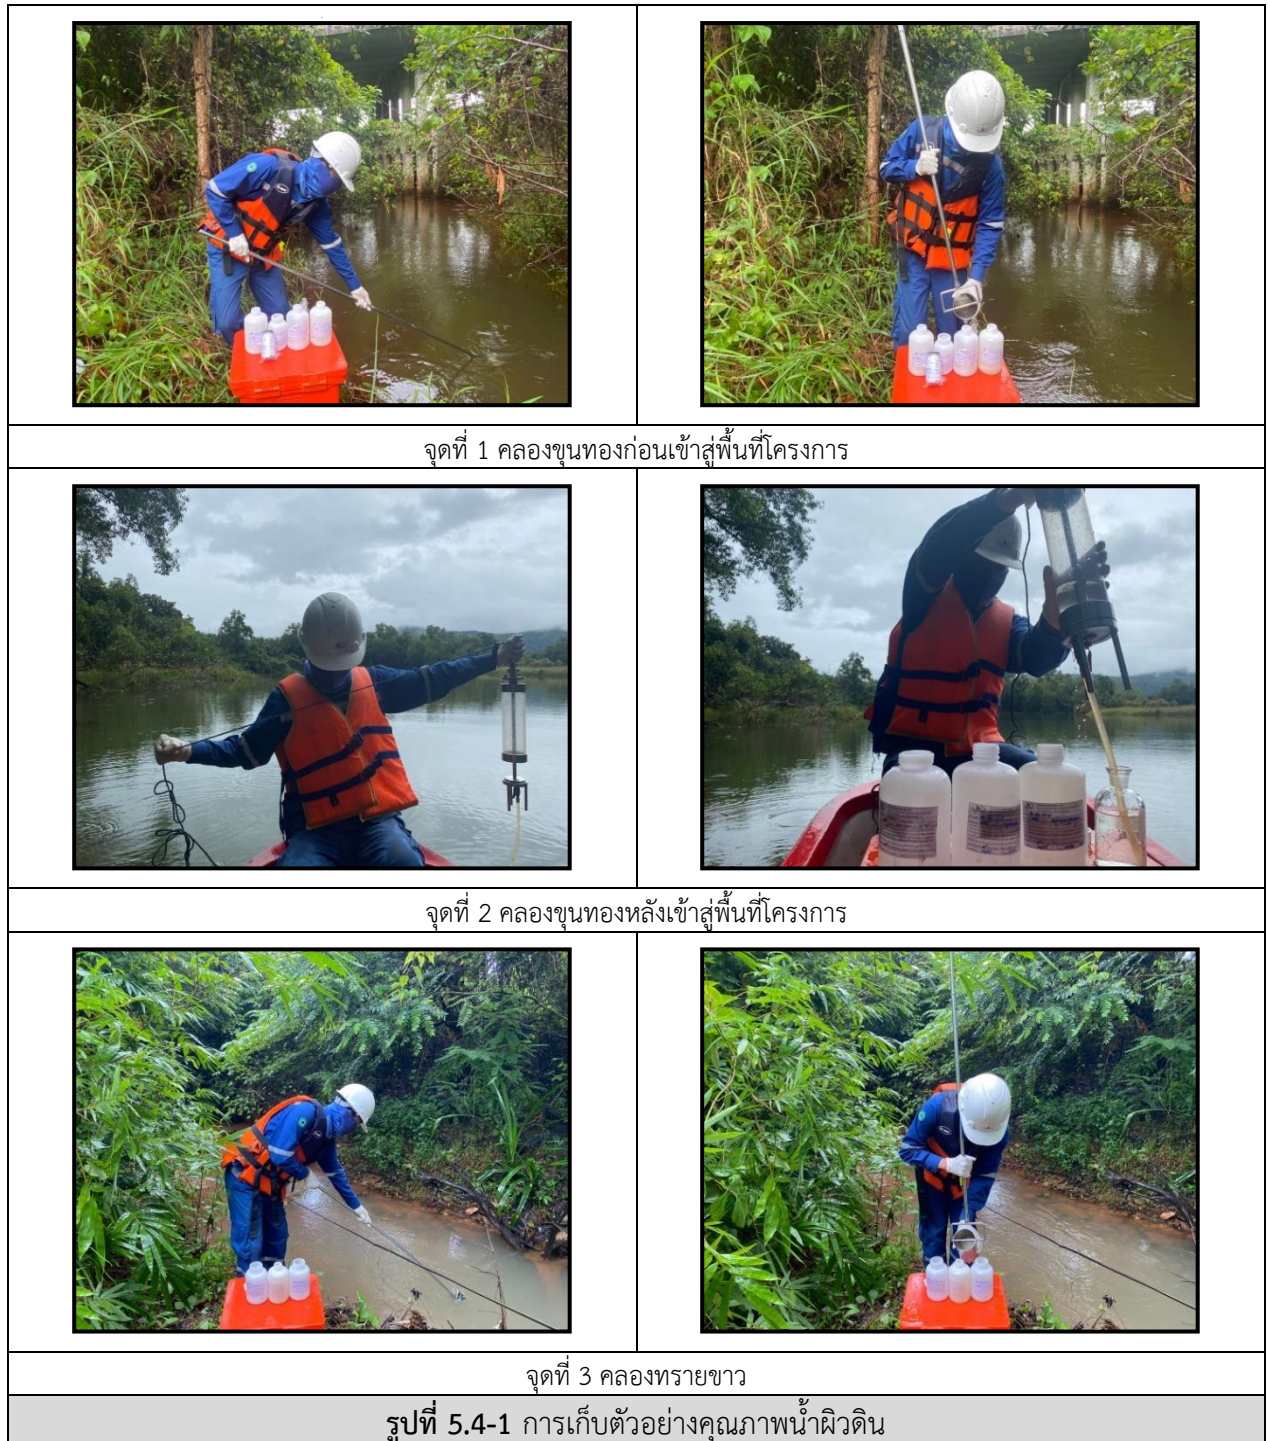 จุดที่ 1 คลองขุนทองก่อนเข้าสู่พื้นที่โครงการ
จุดที่ 2 คลองขุนทองหลังเข้าสู่พื้นที่โครงการ
จุดที่ 3 คลองทรายขาว
รูปที่ 5.4-1 การเก็บตัวอย่างคุณภาพน้ำผิวดิน